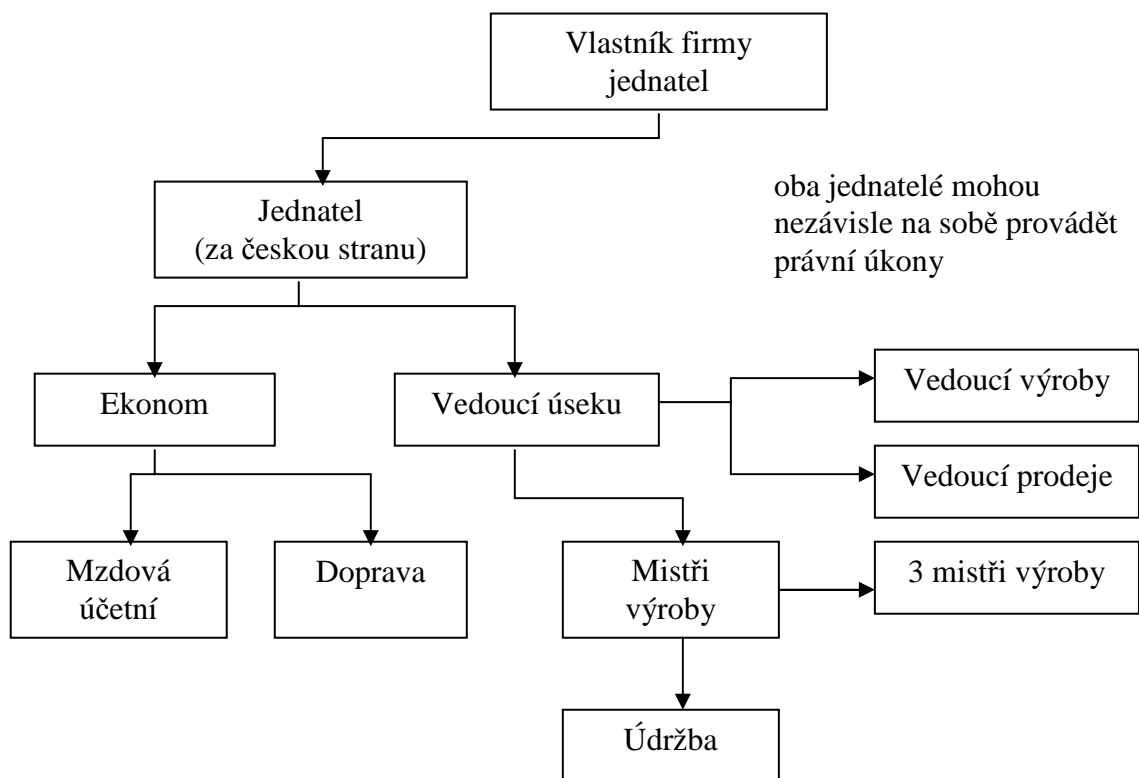 Vlastník firmy
jednatel
Jednatel
(za českou stranu)
oba jednatelé mohou
nezávisle na sobě provádět
právní úkony
Ekonom
Vedoucí úseku
Vedoucí výroby
Vedoucí prodeje
Mzdová
účetní
Doprava
Mistři
výroby
3 mistři výroby
Údržba